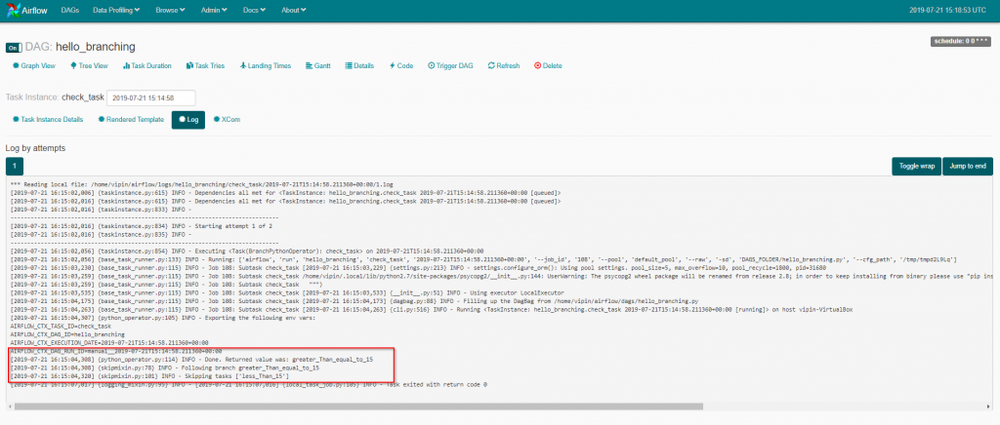 Airflow DAGs Data Profiling Browse Admin Docs About 2019-07-21 15:18:53 UTC
On DAG: hello_branching schedule: 0 0 * * *
Graph View Tree View Task Duration Task Tries Landing Times Gantt Details Code Trigger DAG Refresh Delete
Task Instance: check_task 2019-07-21 15:14:58
Task Instance Details Rendered Template Log XCom
Log by attempts
1 Toggle wrap Jump to end
*** Reading local file: /home/vipin/airflow/logs/hello_branching/check_task/2019-07-21T15:14:58.211360+00:00/1.log
[2019-07-21 16:15:02,006] {taskinstance.py:615} INFO - Dependencies all met for <TaskInstance: hello_branching.check_task 2019-07-21T15:14:58.211360+00:00 [queued]>
[2019-07-21 16:15:02,016] {taskinstance.py:615} INFO - Dependencies all met for <TaskInstance: hello_branching.check_task 2019-07-21T15:14:58.211360+00:00 [queued]>
[2019-07-21 16:15:02,016] {taskinstance.py:833} INFO -
--------------------------------------------------------------------------------
[2019-07-21 16:15:02,016] {taskinstance.py:834} INFO - Starting attempt 1 of 2
[2019-07-21 16:15:02,016] {taskinstance.py:835} INFO -
--------------------------------------------------------------------------------
[2019-07-21 16:15:02,022] {taskinstance.py:854} INFO - Executing <Task(BranchPythonOperator): check_task> on 2019-07-21T15:14:58.211360+00:00
[2019-07-21 16:15:02,022] {base_task_runner.py:133} INFO - Running: ['airflow', 'run', 'hello_branching', 'check_task', '2019-07-21T15:14:58.211360+00:00', '--job_id', '108', '--pool', 'default_pool', '--raw', '-sd', 'DAGS_FOLDER/hello_branching.py', '--cfg_path', '/tmp/tmpd2L9Lq']
[2019-07-21 16:15:03,230] {base_task_runner.py:115} INFO - Job 108: Subtask check_task [2019-07-21 16:15:03,229] {settings.py:213} INFO - settings.configure_orm(): Using pool settings. pool_size=5, max_overflow=10, pool_recycle=1800, pid=31680
[2019-07-21 16:15:03,259] {base_task_runner.py:115} INFO - Job 108: Subtask check_task /home/vipin/.local/lib/python2.7/site-packages/psycopg2/__init__.py:144: UserWarning: The psycopg2 wheel package will be renamed from release 2.8; in order to keep installing from binary please use "pip ins
[2019-07-21 16:15:03,259] {base_task_runner.py:115} INFO - Job 108: Subtask check_task """)
[2019-07-21 16:15:03,535] {base_task_runner.py:115} INFO - Job 108: Subtask check_task [2019-07-21 16:15:03,533] {__init__.py:51} INFO - Using executor LocalExecutor
[2019-07-21 16:15:04,175] {base_task_runner.py:115} INFO - Job 108: Subtask check_task [2019-07-21 16:15:04,173] {dagbag.py:88} INFO - Filling up the DagBag from /home/vipin/airflow/dags/hello_branching.py
[2019-07-21 16:15:04,263] {base_task_runner.py:115} INFO - Job 108: Subtask check_task [2019-07-21 16:15:04,263] {cli.py:516} INFO - Running <TaskInstance: hello_branching.check_task 2019-07-21T15:14:58.211360+00:00 [running]> on host vipin-VirtualBox
[2019-07-21 16:15:04,307] {python_operator.py:105} INFO - Exporting the following env vars:
AIRFLOW_CTX_TASK_ID=check_task
AIRFLOW_CTX_DAG_ID=hello_branching
AIRFLOW_CTX_EXECUTION_DATE=2019-07-21T15:14:58.211360+00:00
AIRFLOW_CTX_DAG_RUN_ID=manual__2019-07-21T15:14:58.211360+00:00
[2019-07-21 16:15:04,308] {python_operator.py:114} INFO - Done. Returned value was: greater_Than_equal_to_15
[2019-07-21 16:15:04,308] {skipmixin.py:78} INFO - Following branch greater_Than_equal_to_15
[2019-07-21 16:15:04,320] {skipmixin.py:101} INFO - Skipping tasks ['less_Than_15']
[2019-07-21 16:15:07,017] {logging_mixin.py:95} INFO - [2019-07-21 16:15:07,016] {local_task_job.py:105} INFO - Task exited with return code 0